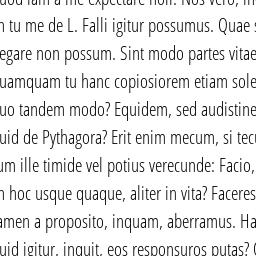 quod iam a me expectare noli. Nos vero, in
n tu me de L. Falli igitur possumus. Quae s
egare non possum. Sint modo partes vitae
uamquam tu hanc copiosiorem etiam sole
uo tandem modo? Equidem, sed audistine
uid de Pythagora? Erit enim mecum, si tecu
um ille timide vel potius verecunde: Facio,
n hoc usque quaque, aliter in vita? Faceres
amen a proposito, inquam, aberramus. Ha
uid igitur, inquit, eos responsuros putas? C